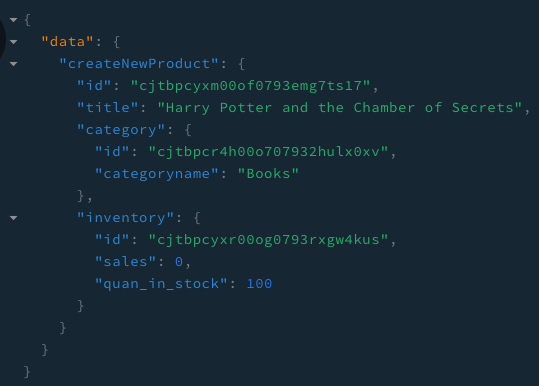 {
  "data": {
    "createNewProduct": {
      "id": "cjtbpcyxm00of0793emg7ts17",
      "title": "Harry Potter and the Chamber of Secrets",
      "category": {
        "id": "cjtbpcr4h00o707932hulx0xv",
        "categoryname": "Books"
      },
      "inventory": {
        "id": "cjtbpcyxr00og0793rxgw4kus",
        "sales": 0,
        "quan_in_stock": 100
      }
    }
  }
}